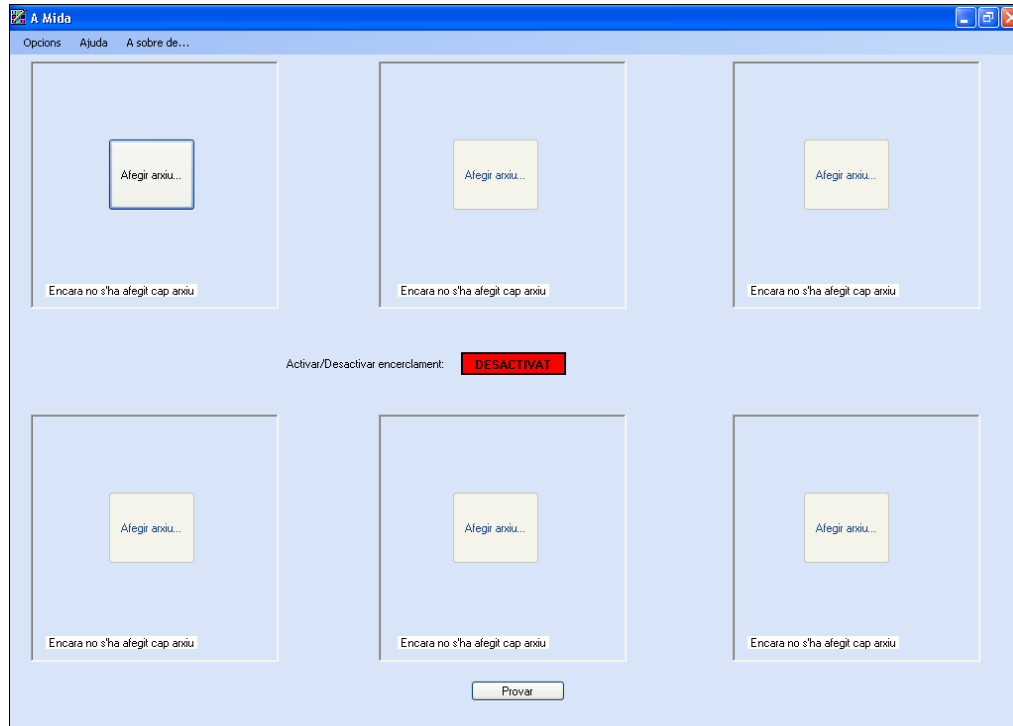 A Mida
Opcions Ajuda A sobre de...
Afegir arxiu... Afegir arxiu... Afegir arxiu...
Encara no s'ha afegit cap arxiu Encara no s'ha afegit cap arxiu Encara no s'ha afegit cap arxiu
Activar/Desactivar encerclament: DESACTIVAT
Afegir arxiu... Afegir arxiu... Afegir arxiu...
Encara no s'ha afegit cap arxiu Encara no s'ha afegit cap arxiu Encara no s'ha afegit cap arxiu
Provar